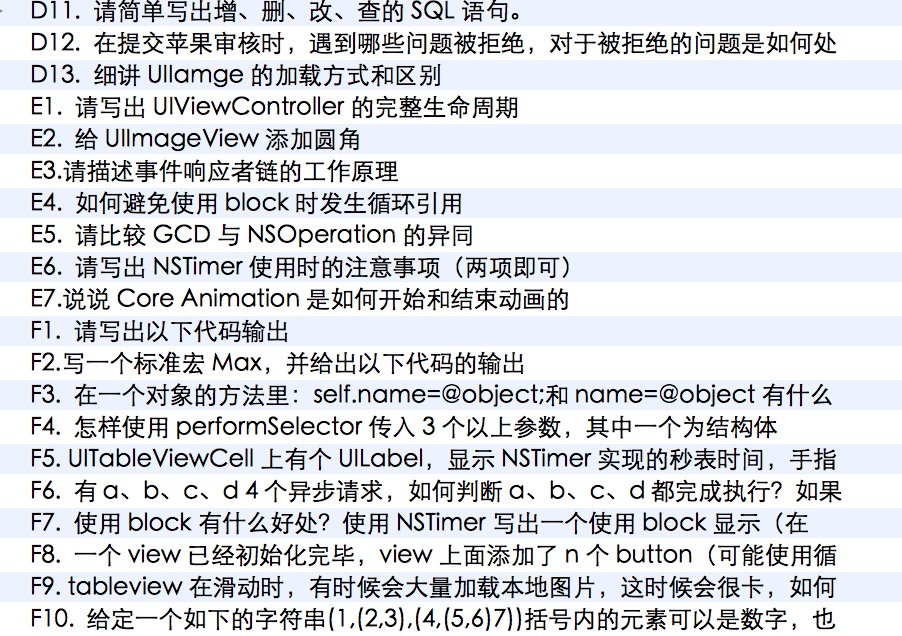 D11. 请简单写出增、删、改、查的 SQL 语句。
D12. 在提交苹果审核时，遇到哪些问题被拒绝，对于被拒绝的问题是如何处
D13. 细讲 UIIamge 的加载方式和区别
E1. 请写出 UIViewController 的完整生命周期
E2. 给 UIImageView 添加圆角
E3.请描述事件响应者链的工作原理
E4. 如何避免使用 block 时发生循环引用
E5. 请比较 GCD 与 NSOperation 的异同
E6. 请写出 NSTimer 使用时的注意事项（两项即可）
E7.说说 Core Animation 是如何开始和结束动画的
F1. 请写出以下代码输出
F2.写一个标准宏 Max，并给出以下代码的输出
F3. 在一个对象的方法里：self.name=@object;和 name=@object 有什么
F4. 怎样使用 performSelector 传入 3 个以上参数，其中一个为结构体
F5. UITableViewCell 上有个 UILabel，显示 NSTimer 实现的秒表时间，手指
F6. 有 a、b、c、d 4 个异步请求，如何判断 a、b、c、d 都完成执行？如果
F7. 使用 block 有什么好处？使用 NSTimer 写出一个使用 block 显示（在
F8. 一个 view 已经初始化完毕，view 上面添加了 n 个 button（可能使用循
F9. tableview 在滑动时，有时候会大量加载本地图片，这时候会很卡，如何
F10. 给定一个如下的字符串(1,(2,3),(4,(5,6)7))括号内的元素可以是数字，也